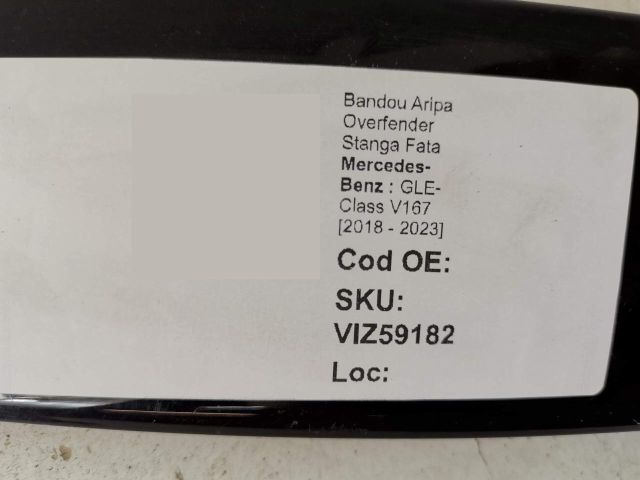 Bandou Aripa
Overfender
Stanga Fata
Mercedes-
Benz : GLE-
Class V167
[2018 - 2023]
Cod OE:
SKU:
VIZ59182
Loc: